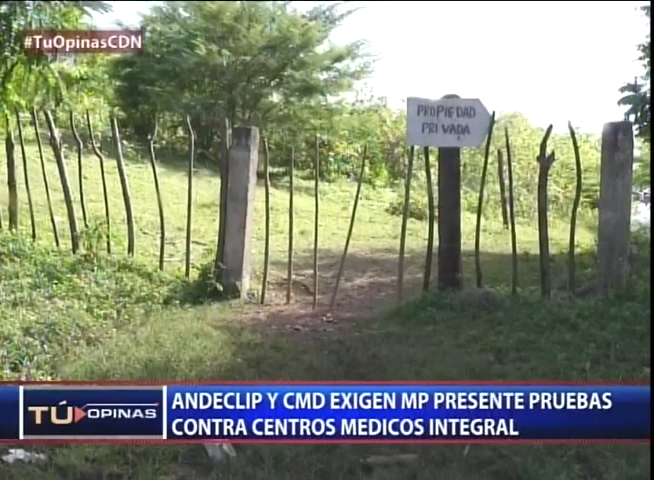 #TuOpinasCDN
PROPIEDAD
PRIVADA
TÚ OPINAS
ANDECLIP Y CMD EXIGEN MP PRESENTE PRUEBAS
CONTRA CENTROS MEDICOS INTEGRAL